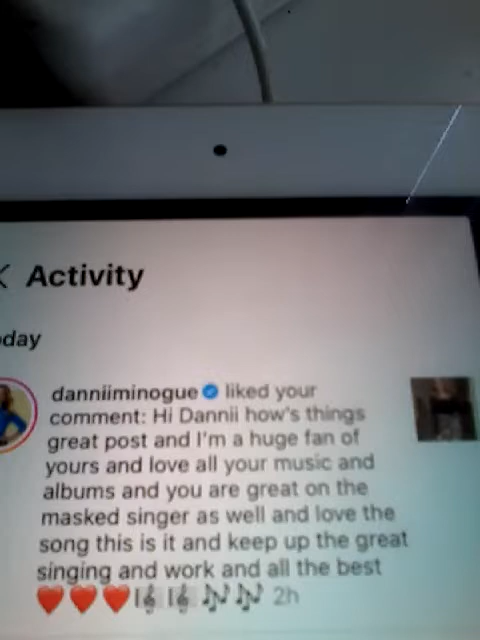 Activity
day
danniiminogue liked your
comment: Hi Dannii how's things
great post and I'm a huge fan of
yours and love all your music and
albums and you are great on the
masked singer as well and love the
song this is it and keep up the great
singing and work and all the best
❤️❤️❤️🎼🎼🎶🎶 2h